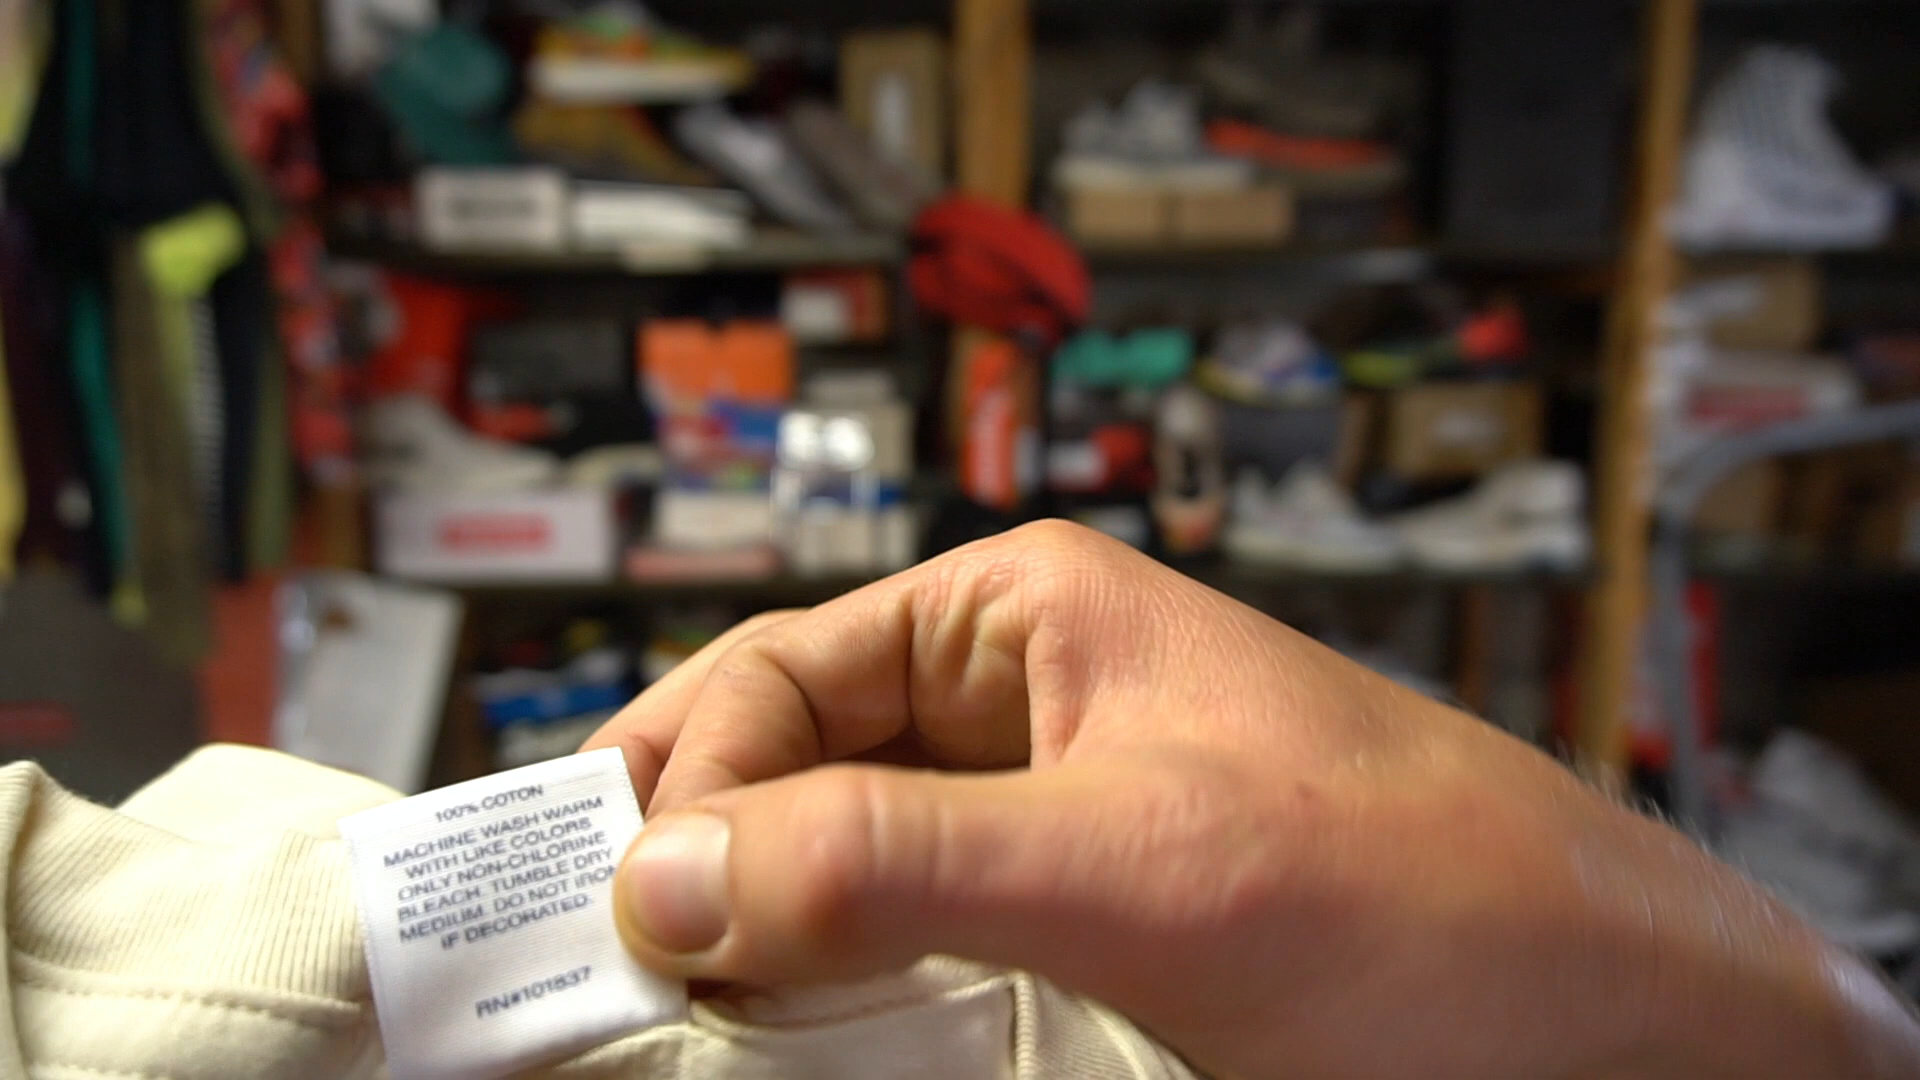 100% COTON
MACHINE WASH WARM
WITH LIKE COLORS
ONLY NON-CHLORINE
BLEACH. TUMBLE DRY
MEDIUM. DO NOT IRON
IF DECORATED.
RN#101837